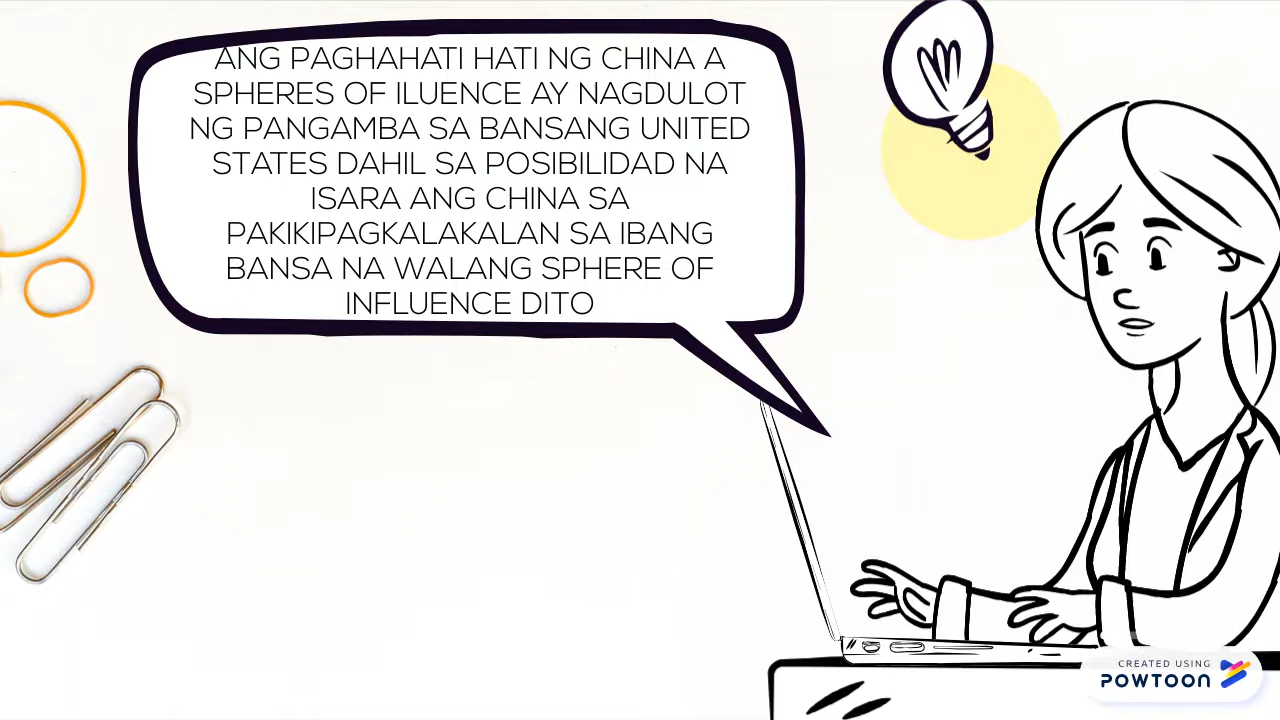 ANG PAGHAHATI HATI NG CHINA A
SPHERES OF ILUENCE AY NAGDULOT
NG PANGAMBA SA BANSANG UNITED
STATES DAHIL SA POSIBILIDAD NA
ISARA ANG CHINA SA
PAKIKIPAGKALAKALAN SA IBANG
BANSA NA WALANG SPHERE OF
INFLUENCE DITO
CREATED USING
POWTOON